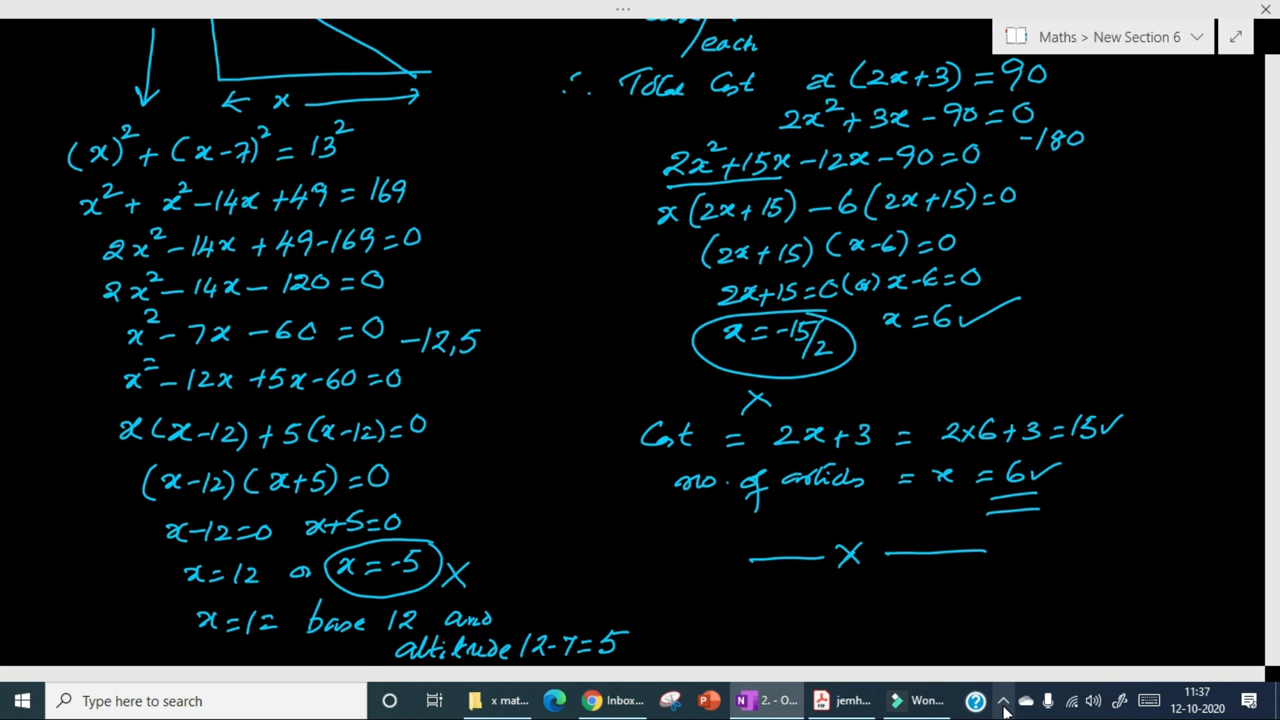 Maths > New Section 6
/each
x
∴ Total Cost x(2x+3)=90
2x²+3x-90=0
-180
2x²+15x-12x-90=0
x(2x+15)-6(2x+15)=0
(2x+15)(x-6)=0
2x+15=0(or)x-6=0
x=-15/2 x=6✓
X
Cost = 2x+3 = 2x6+3=15✓
no. of articles = x = 6✓
—— X ——
(x)²+(x-7)²=13²
x²+x²-14x+49=169
2x²-14x+49-169=0
2x²-14x-120=0
x²-7x-60=0 -12,5
x²-12x+5x-60=0
x(x-12)+5(x-12)=0
(x-12)(x+5)=0
x-12=0 x+5=0
x=12 or x=-5 X
x=12 base 12 and
altitude 12-7=5
Type here to search
x mat...
Inbox...
2. - O...
jemh...
Won...
11:37
12-10-2020